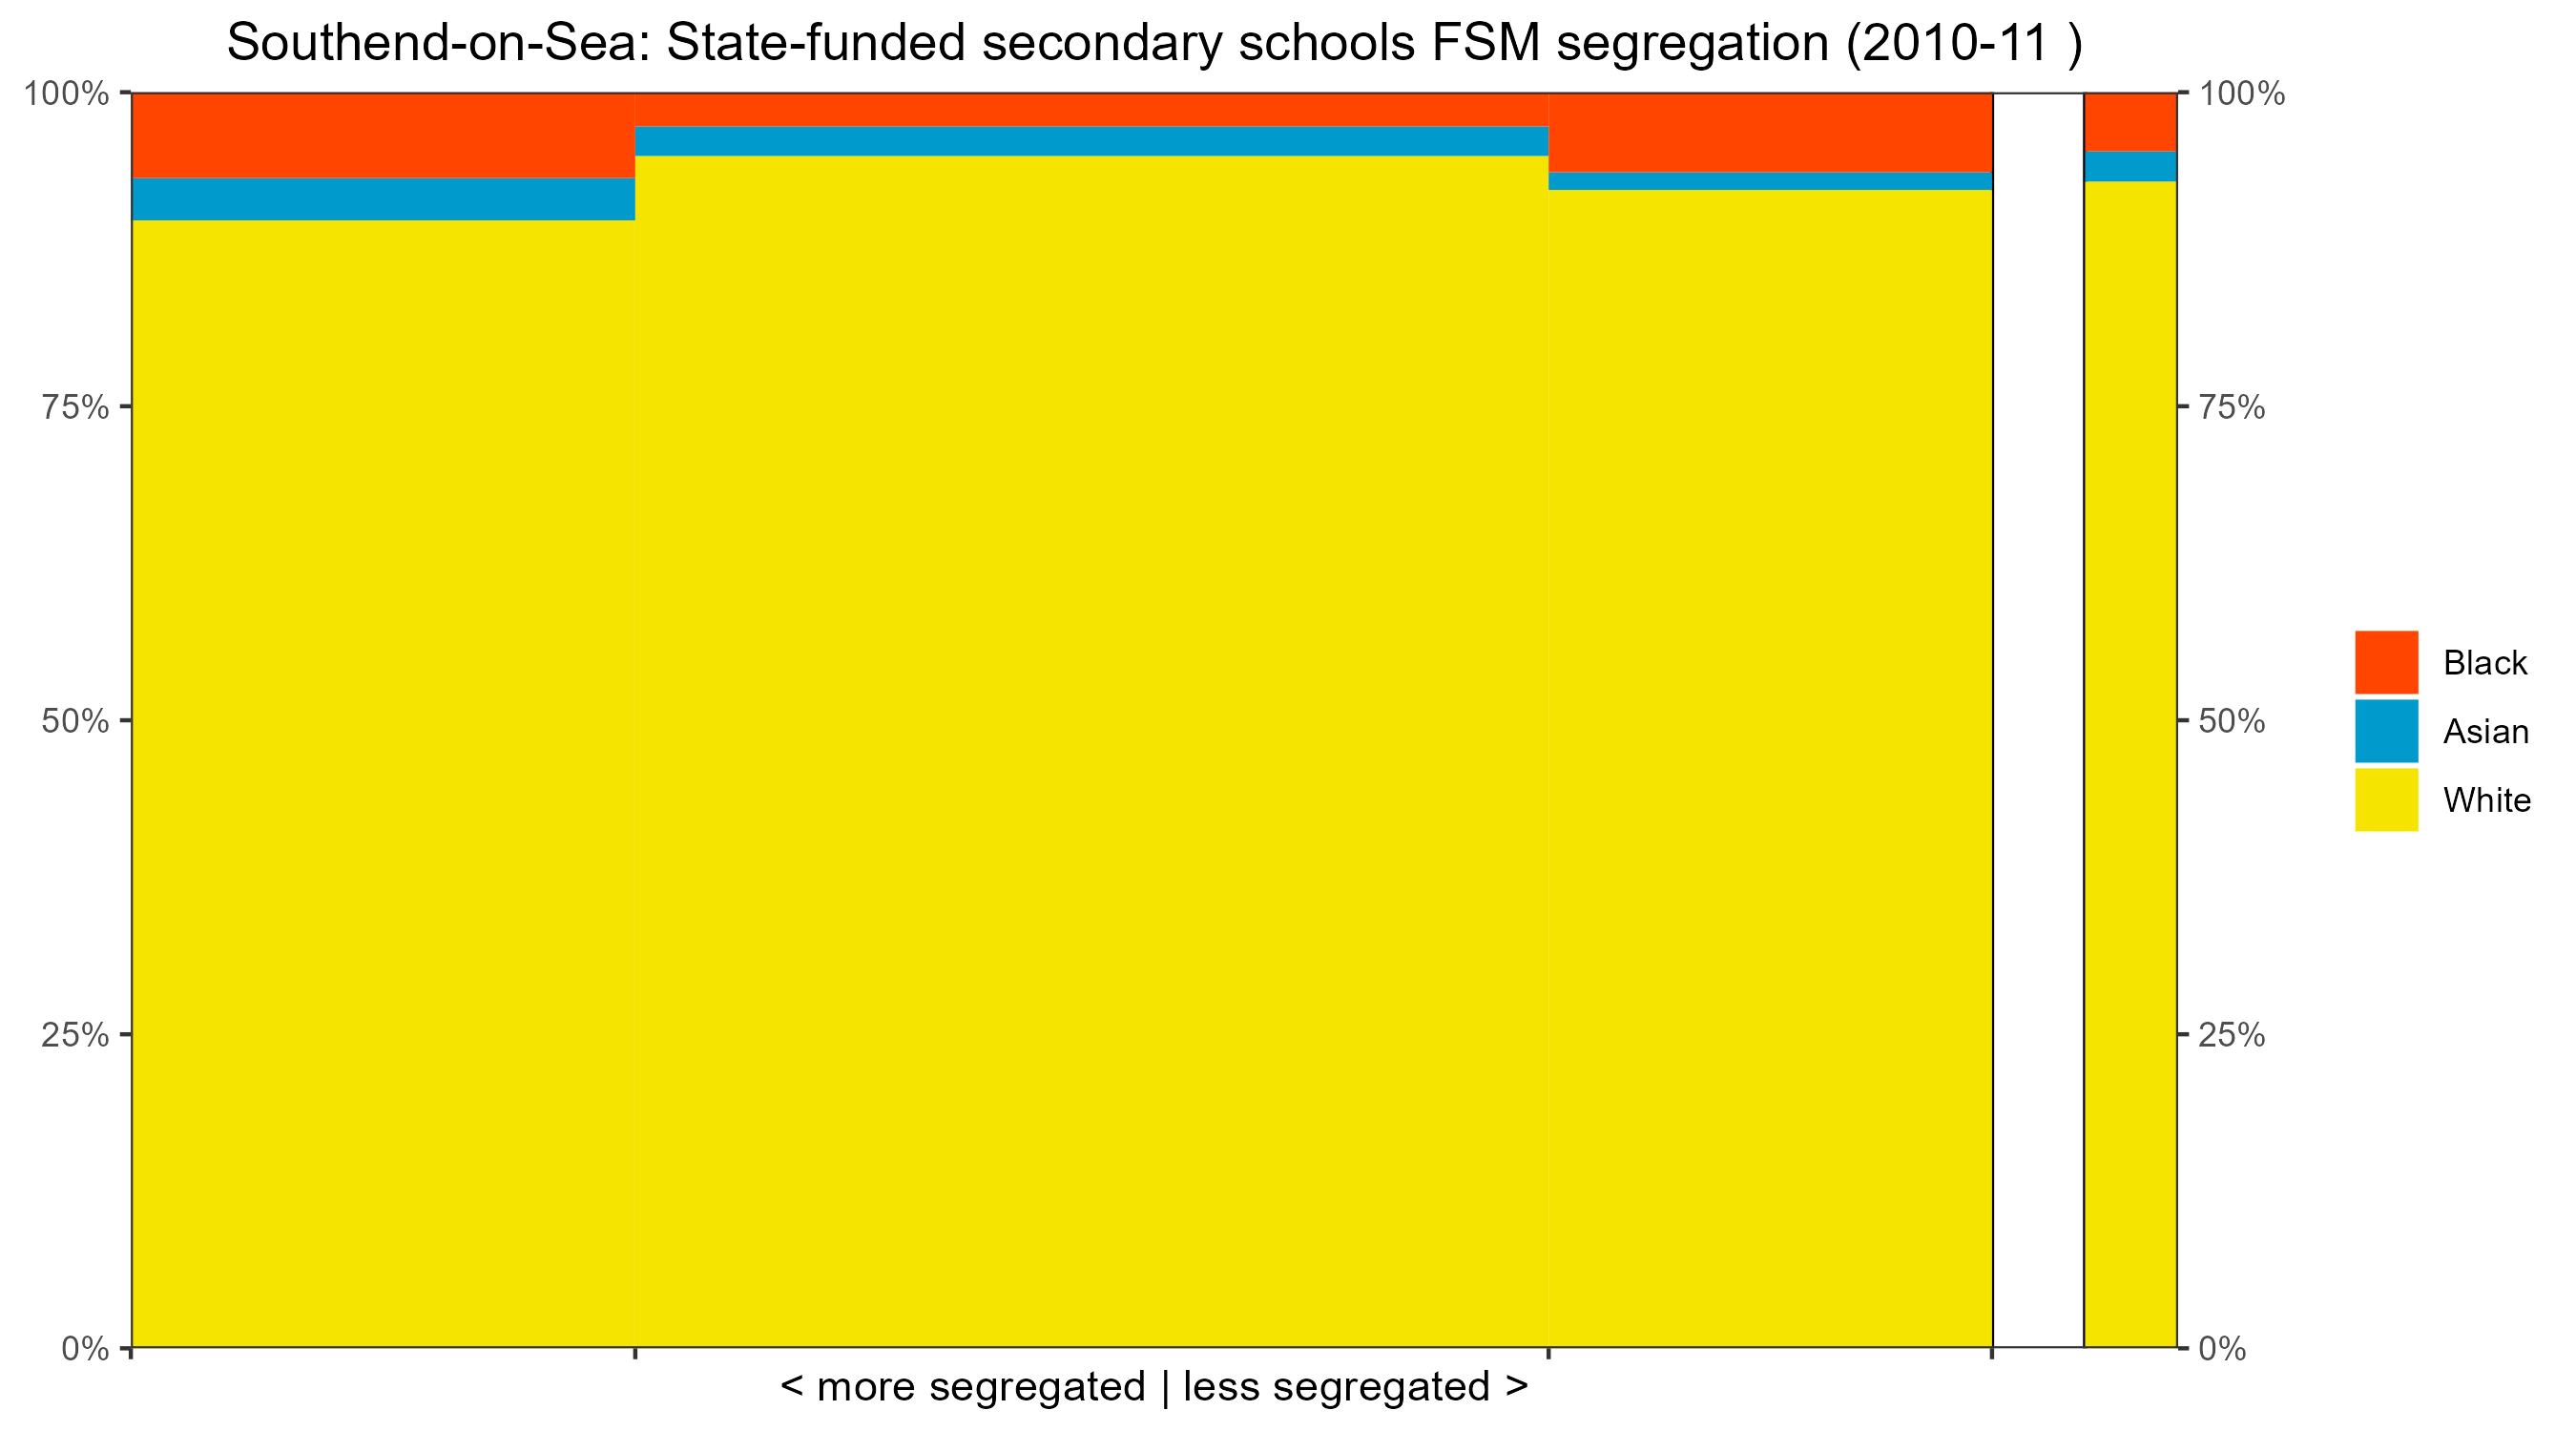 Southend-on-Sea: State-funded secondary schools FSM segregation (2010-11 )
100%
75%
50%
25%
0%
100%
75%
50%
25%
0%
< more segregated | less segregated >
Black
Asian
White